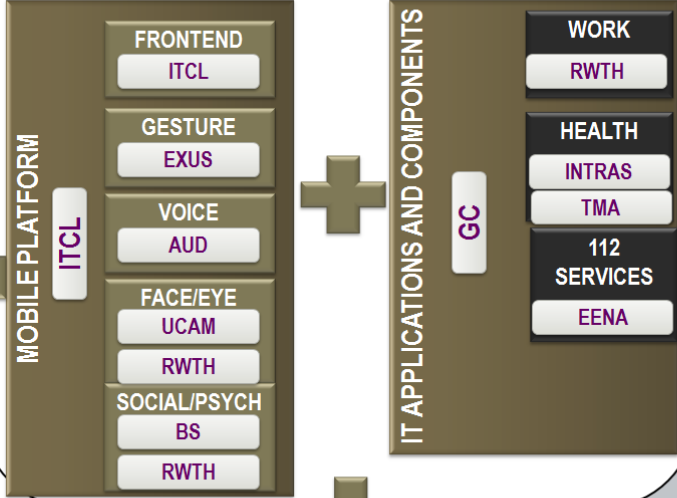 MOBILE PLATFORM
ITCL
FRONTEND
ITCL
GESTURE
EXUS
VOICE
AUD
FACE/EYE
UCAM
RWTH
SOCIAL/PSYCH
BS
RWTH
IT APPLICATIONS AND COMPONENTS
GC
WORK
RWTH
HEALTH
INTRAS
TMA
112
SERVICES
EENA